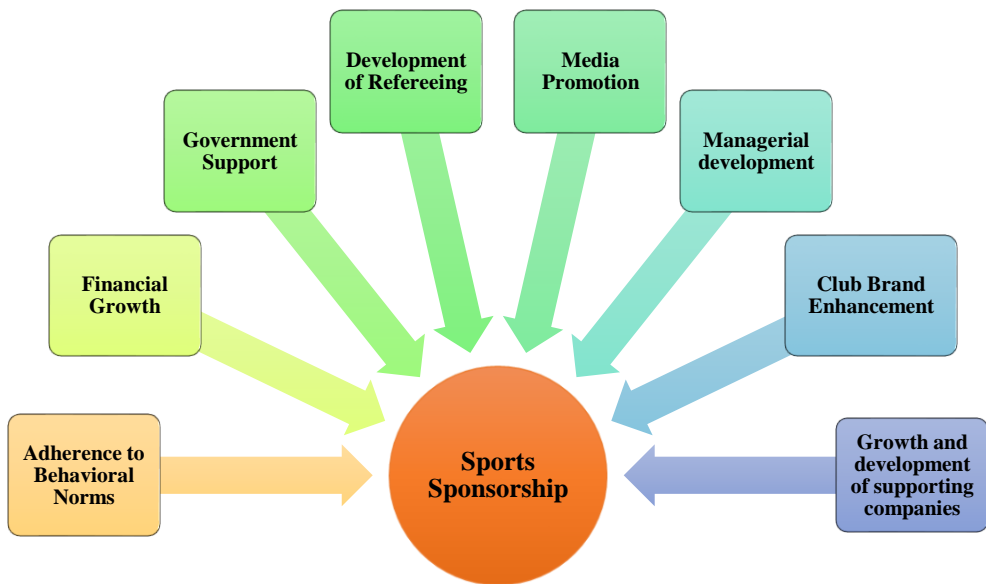 Development
of Refereeing
Media
Promotion
Government
Support
Managerial
development
Financial
Growth
Club Brand
Enhancement
Adherence to
Behavioral
Norms
Sports
Sponsorship
Growth and
development
of supporting
companies